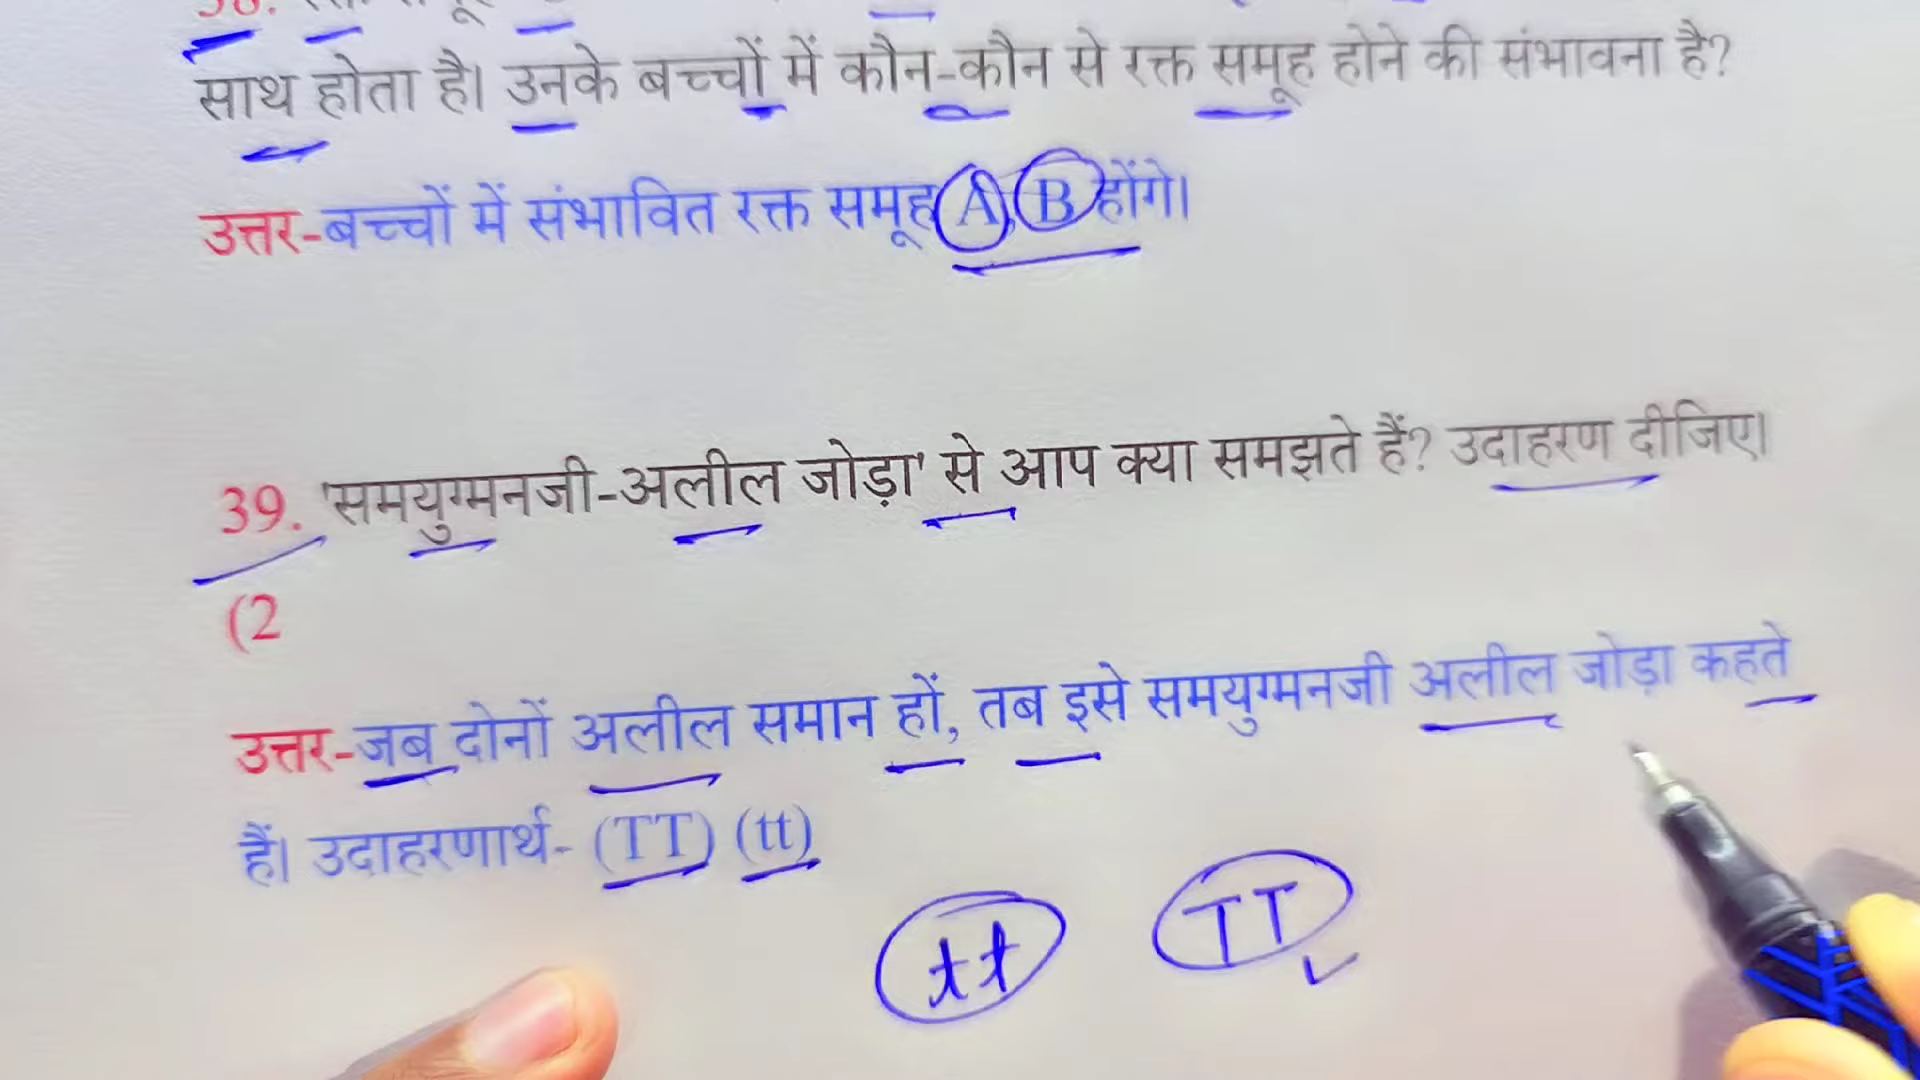 साथ होता है। उनके बच्चों में कौन-कौन से रक्त समूह होने की संभावना है?
उत्तर-बच्चों में संभावित रक्त समूह A, B होंगे।
39. 'समयुग्मनजी-अलील जोड़ा' से आप क्या समझते हैं? उदाहरण दीजिए।
(2
उत्तर-जब दोनों अलील समान हों, तब इसे समयुग्मनजी अलील जोड़ा कहते
हैं। उदाहरणार्थ- (TT) (tt)
tt TT